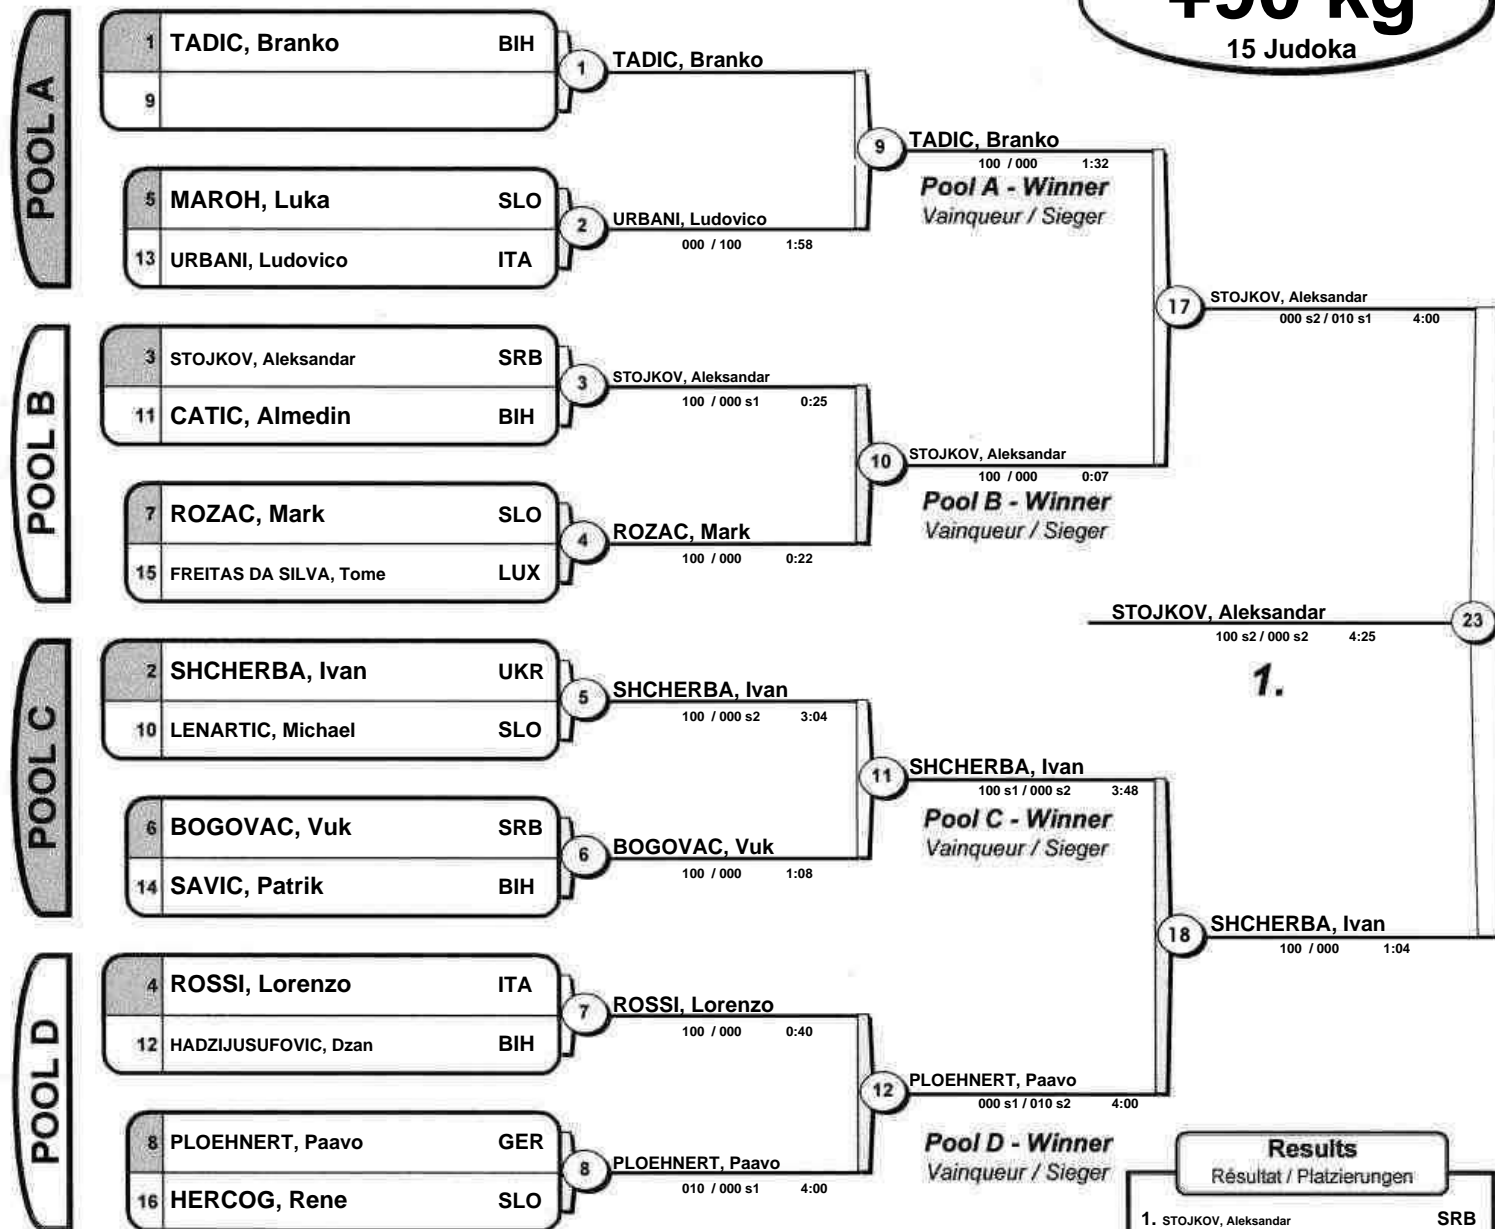 +90 kg
15 Judoka
POOL A
1 TADIC, Branko BIH
9
1 TADIC, Branko
5 MAROH, Luka SLO
13 URBANI, Ludovico ITA
2 URBANI, Ludovico
000 / 100 1:58
9 TADIC, Branko
100 / 000 1:32
Pool A - Winner
Vainqueur / Sieger
POOL B
3 STOJKOV, Aleksandar SRB
11 CATIC, Almedin BIH
3 STOJKOV, Aleksandar
100 / 000 s1 0:25
7 ROZAC, Mark SLO
15 FREITAS DA SILVA, Tome LUX
4 ROZAC, Mark
100 / 000 0:22
10 STOJKOV, Aleksandar
100 / 000 0:07
Pool B - Winner
Vainqueur / Sieger
17 STOJKOV, Aleksandar
000 s2 / 010 s1 4:00
POOL C
2 SHCHERBA, Ivan UKR
10 LENARTIC, Michael SLO
5 SHCHERBA, Ivan
100 / 000 s2 3:04
6 BOGOVAC, Vuk SRB
14 SAVIC, Patrik BIH
6 BOGOVAC, Vuk
100 / 000 1:08
11 SHCHERBA, Ivan
100 s1 / 000 s2 3:48
Pool C - Winner
Vainqueur / Sieger
POOL D
4 ROSSI, Lorenzo ITA
12 HADZIJUSUFOVIC, Dzan BIH
7 ROSSI, Lorenzo
100 / 000 0:40
8 PLOEHNERT, Paavo GER
16 HERCOG, Rene SLO
8 PLOEHNERT, Paavo
010 / 000 s1 4:00
12 PLOEHNERT, Paavo
000 s1 / 010 s2 4:00
Pool D - Winner
Vainqueur / Sieger
18 SHCHERBA, Ivan
100 / 000 1:04
STOJKOV, Aleksandar 23
100 s2 / 000 s2 4:25
1.
Results
Résultat / Platzierungen
1. STOJKOV, Aleksandar SRB